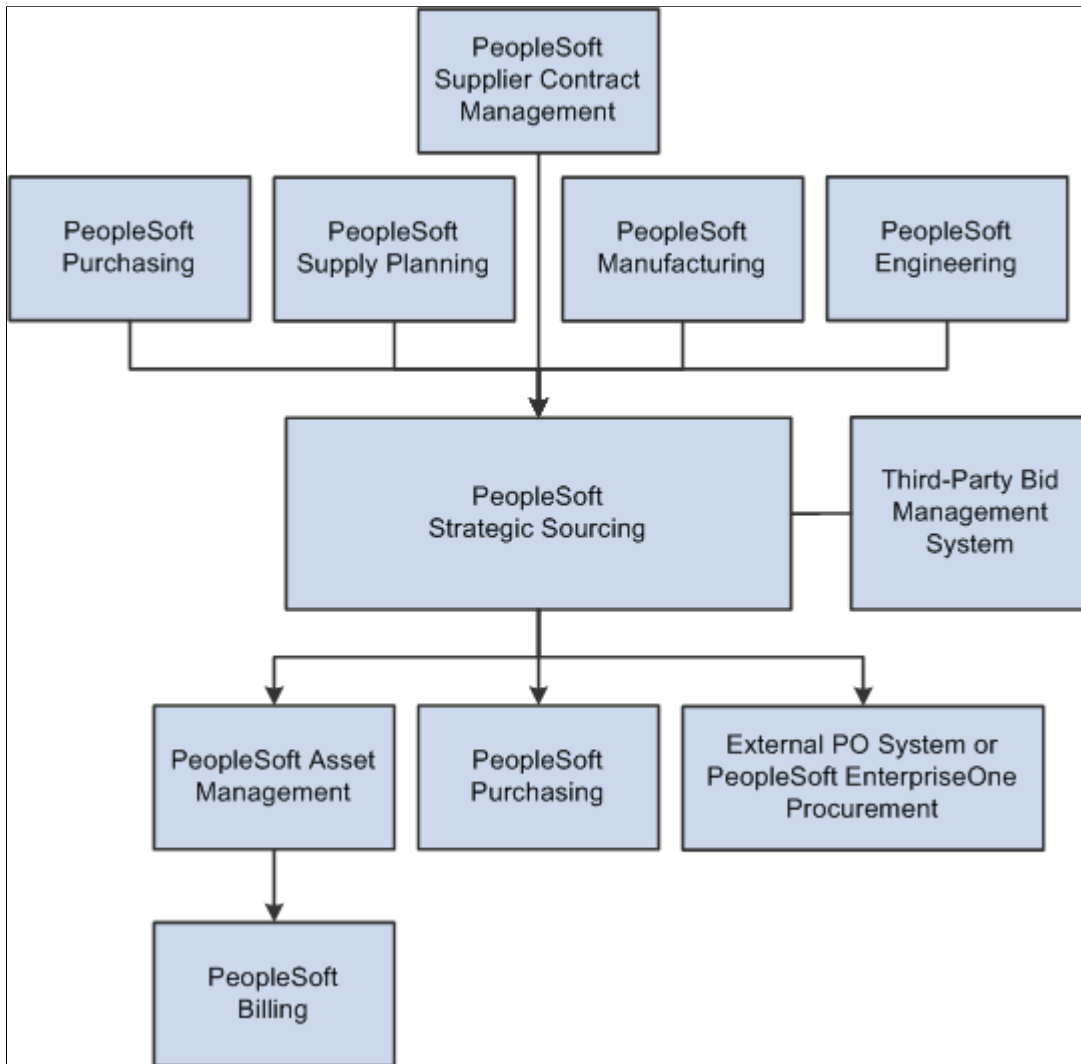 PeopleSoft
Supplier Contract
Management
PeopleSoft
Purchasing
PeopleSoft
Supply Planning
PeopleSoft
Manufacturing
PeopleSoft
Engineering
PeopleSoft
Strategic Sourcing
Third-Party Bid
Management
System
PeopleSoft Asset
Management
PeopleSoft
Purchasing
External PO System or
PeopleSoft EnterpriseOne
Procurement
PeopleSoft
Billing